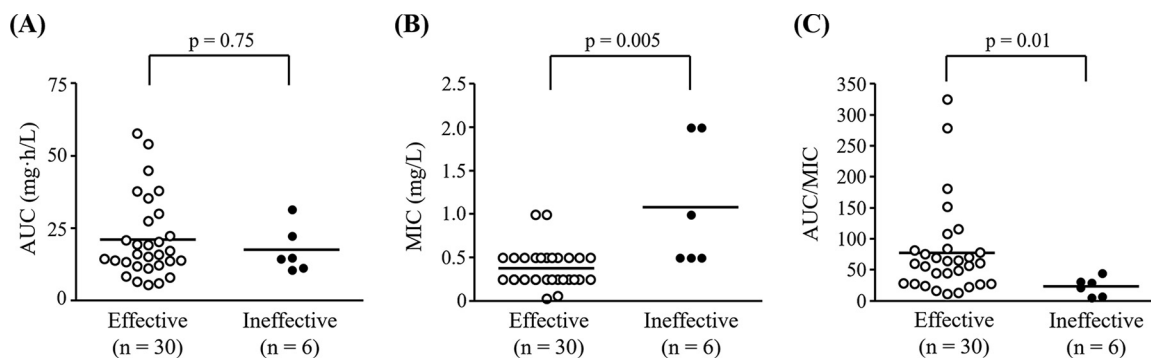 (A)
p = 0.75
AUC (mg·h/L)
75
50
25
0
Effective
(n = 30)
Ineffective
(n = 6)
(B)
p = 0.005
MIC (mg/L)
2.5
2.0
1.5
1.0
0.5
0
Effective
(n = 30)
Ineffective
(n = 6)
(C)
p = 0.01
AUC/MIC
350
300
250
200
150
100
50
0
Effective
(n = 30)
Ineffective
(n = 6)